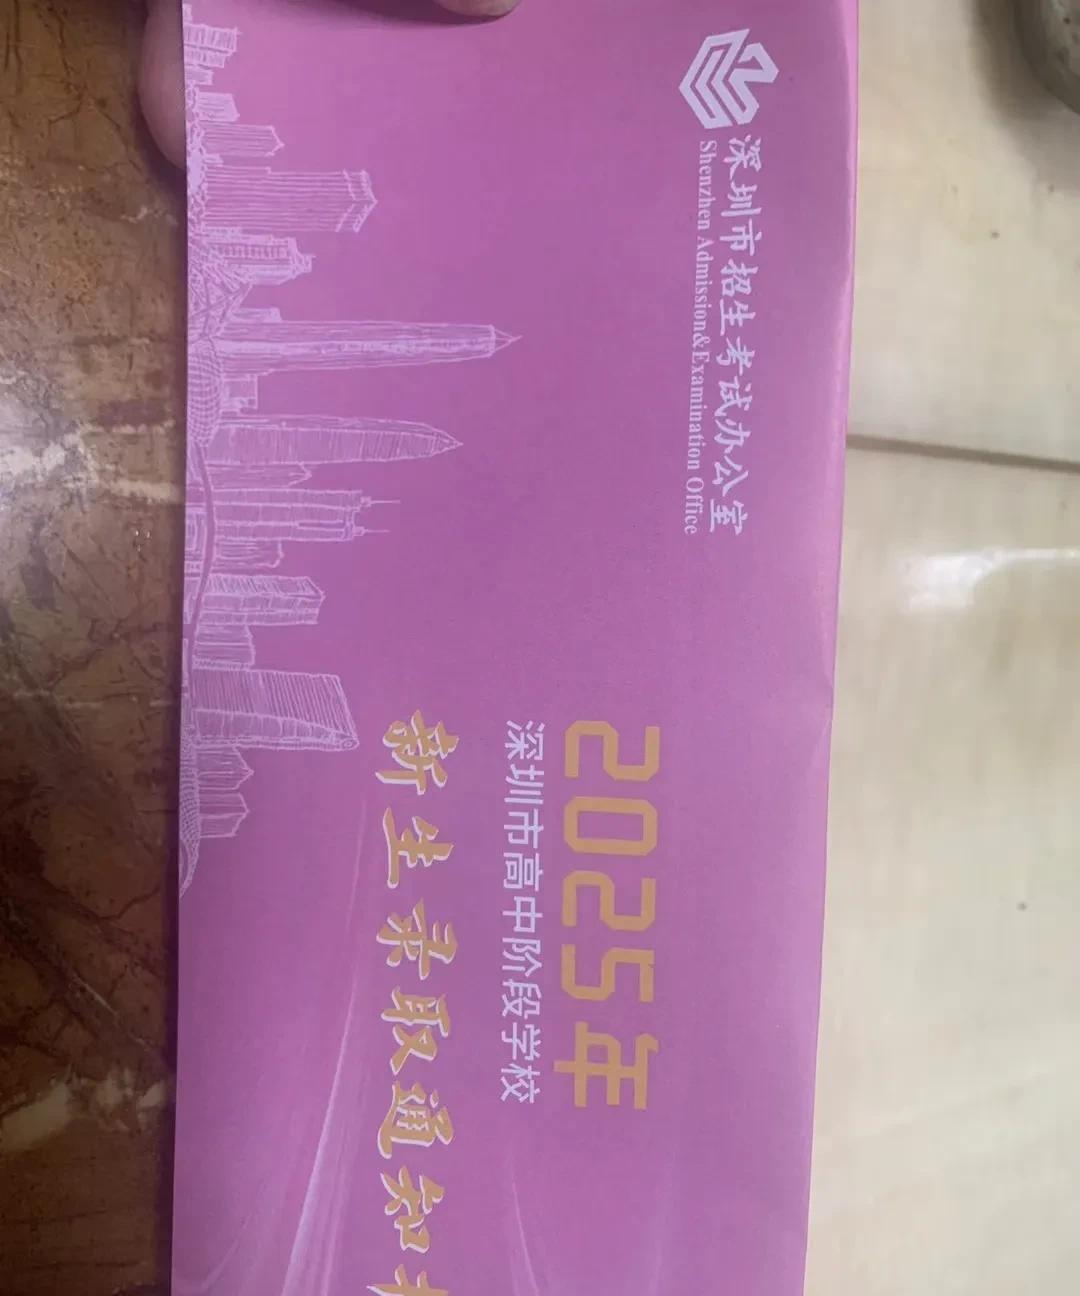 深圳市招生考试办公室
Shenzhen Admission&Examination Office
2025年
深圳市高中阶段学校
新生录取通知